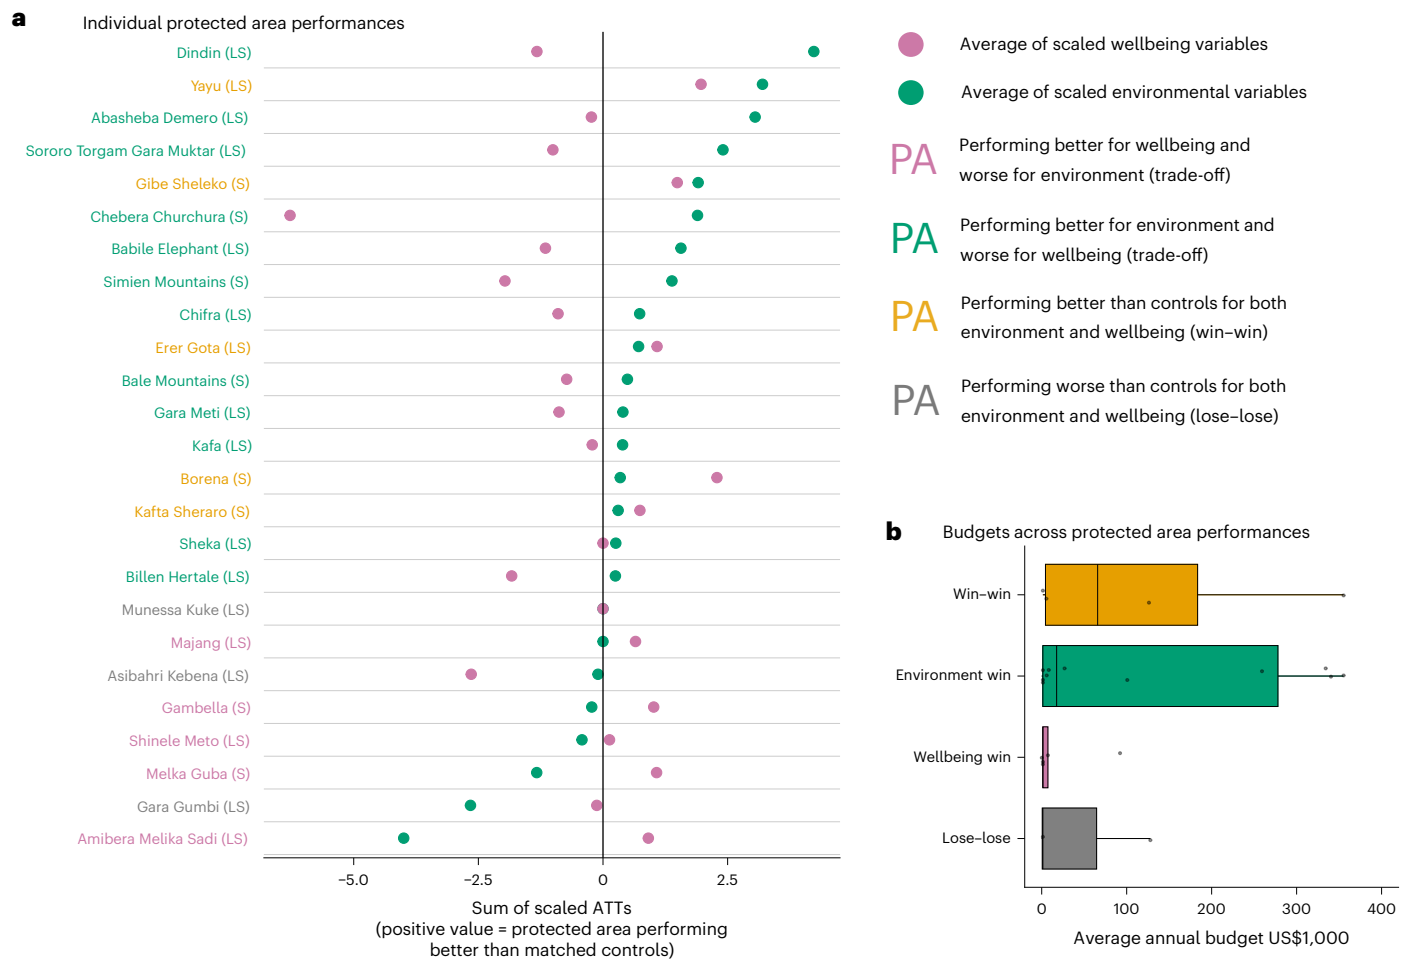 a
Individual protected area performances
Dindin (LS)
Yayu (LS)
Abasheba Demero (LS)
Sororo Torgam Gara Muktar (LS)
Gibe Sheleko (S)
Chebera Churchura (S)
Babile Elephant (LS)
Simien Mountains (S)
Chifra (LS)
Erer Gota (LS)
Bale Mountains (S)
Gara Meti (LS)
Kafa (LS)
Borena (S)
Kafta Sheraro (S)
Sheka (LS)
Billen Hertale (LS)
Munessa Kuke (LS)
Majang (LS)
Asibahri Kebena (LS)
Gambella (S)
Shinele Meto (LS)
Melka Guba (S)
Gara Gumbi (LS)
Amibera Melika Sadi (LS)
−5.0 −2.5 0 2.5
Sum of scaled ATTs
(positive value = protected area performing
better than matched controls)
Average of scaled wellbeing variables
Average of scaled environmental variables
PA Performing better for wellbeing and
worse for environment (trade-off)
PA Performing better for environment and
worse for wellbeing (trade-off)
PA Performing better than controls for both
environment and wellbeing (win–win)
PA Performing worse than controls for both
environment and wellbeing (lose–lose)
b
Budgets across protected area performances
Win–win
Environment win
Wellbeing win
Lose–lose
0 100 200 300 400
Average annual budget US$1,000